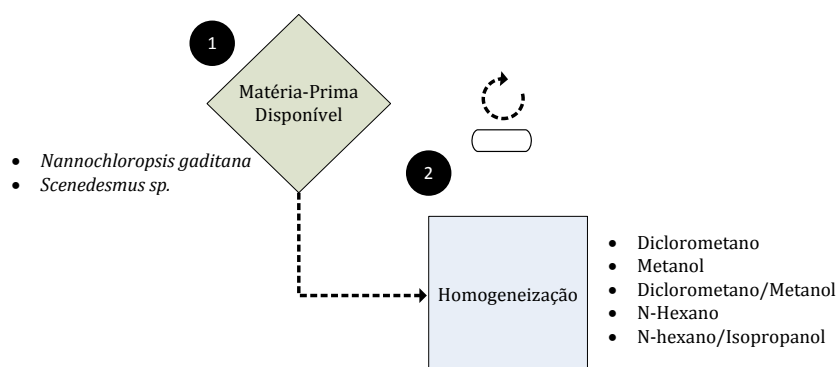 1
Matéria-Prima
Disponível
• Nannochloropsis gaditana
• Scenedesmus sp.
2
Homogeneização
• Diclorometano
• Metanol
• Diclorometano/Metanol
• N-Hexano
• N-hexano/Isopropanol